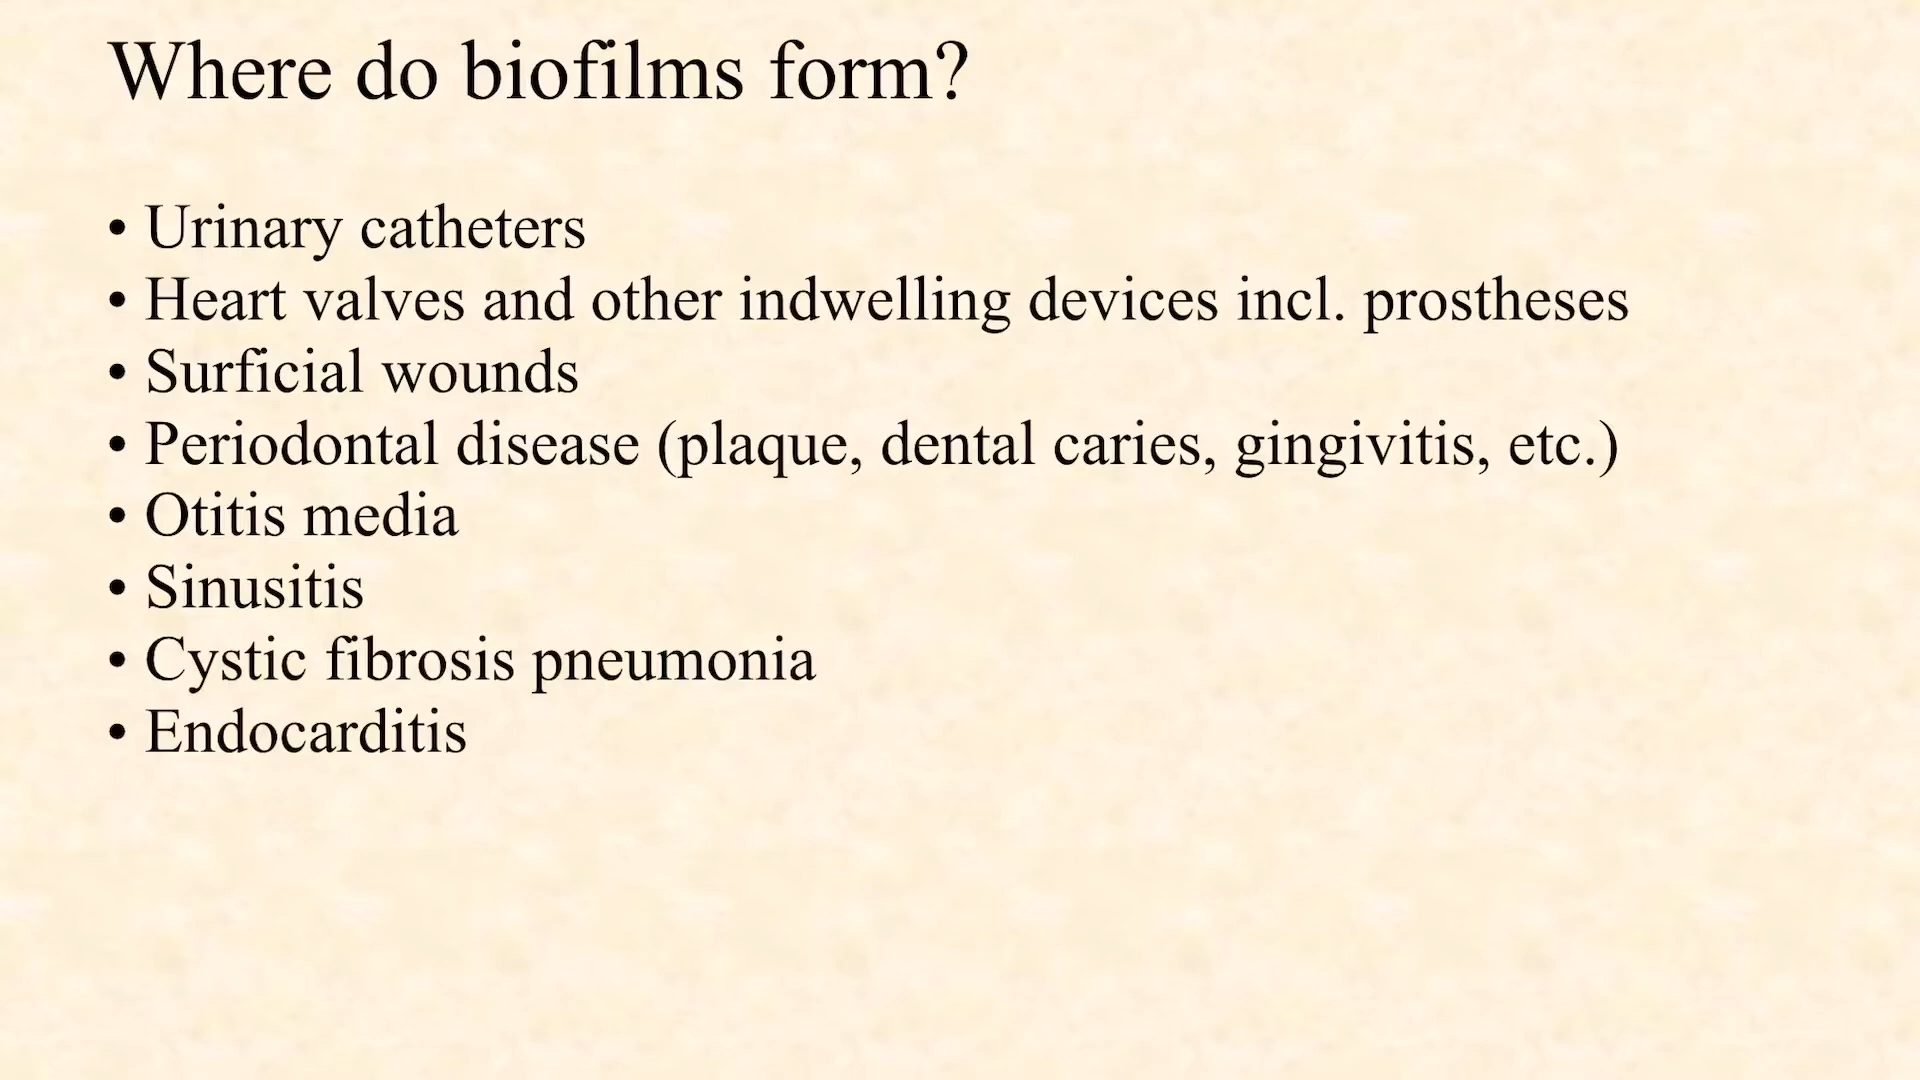 Where do biofilms form?
• Urinary catheters
• Heart valves and other indwelling devices incl. prostheses
• Surficial wounds
• Periodontal disease (plaque, dental caries, gingivitis, etc.)
• Otitis media
• Sinusitis
• Cystic fibrosis pneumonia
• Endocarditis